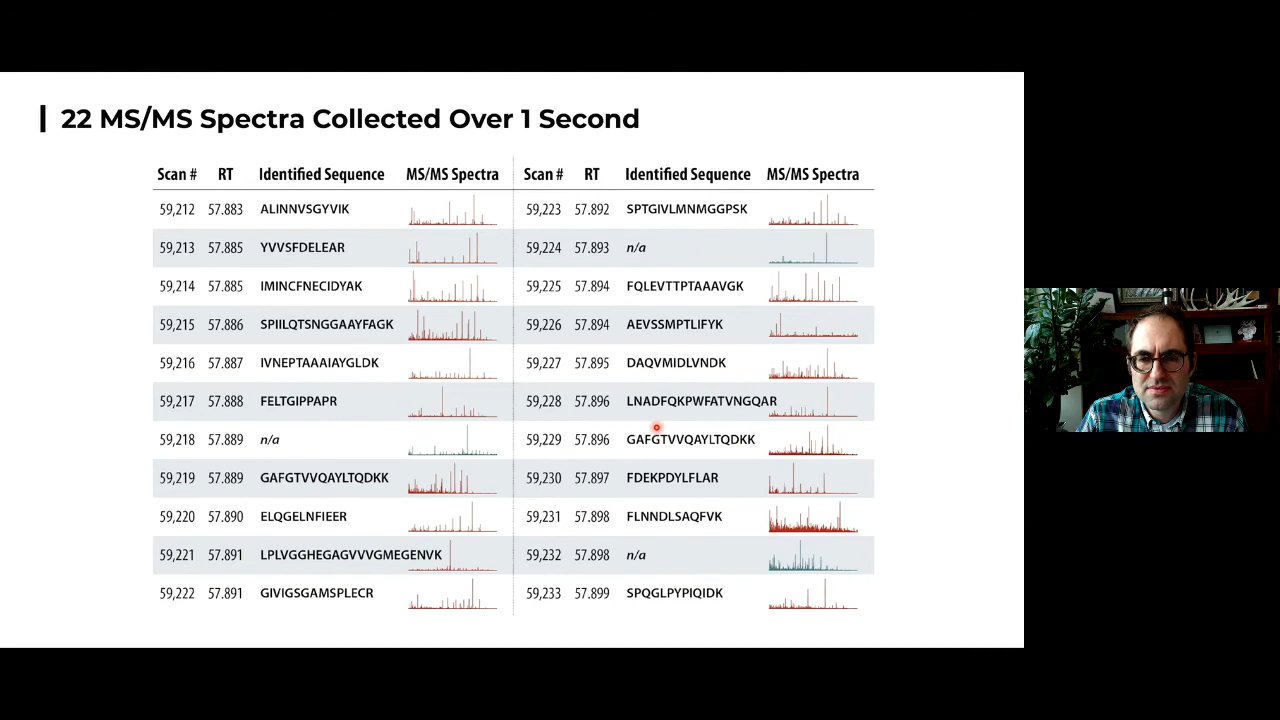 22 MS/MS Spectra Collected Over 1 Second
Scan # RT Identified Sequence MS/MS Spectra
59,212 57.883 ALINNVSGYVIK
59,213 57.885 YVVSFDELEAR
59,214 57.885 IMINCFNECIDYAK
59,215 57.886 SPIILQTSNGGAAYFAGK
59,216 57.887 IVNEPTAAAIAYGLDK
59,217 57.888 FELTGIPPAPR
59,218 57.889 n/a
59,219 57.889 GAFGTVVQAYLTQDKK
59,220 57.890 ELQGELNFIEER
59,221 57.891 LPLVGGHEGAGVVVGMEGENVK
59,222 57.891 GIVIGSGAMSPLECR
Scan # RT Identified Sequence MS/MS Spectra
59,223 57.892 SPTGIVLMNMGGPSK
59,224 57.893 n/a
59,225 57.894 FQLEVTTPTAAAVGK
59,226 57.894 AEVSSMPTLIFYK
59,227 57.895 DAQVMIDLVNDK
59,228 57.896 LNADFQKPWFATVNGQAR
59,229 57.896 GAFGTVVQAYLTQDKK
59,230 57.897 FDEKPDYLFLAR
59,231 57.898 FLNNDLSAQFVK
59,232 57.898 n/a
59,233 57.899 SPQGLPYPIQIDK